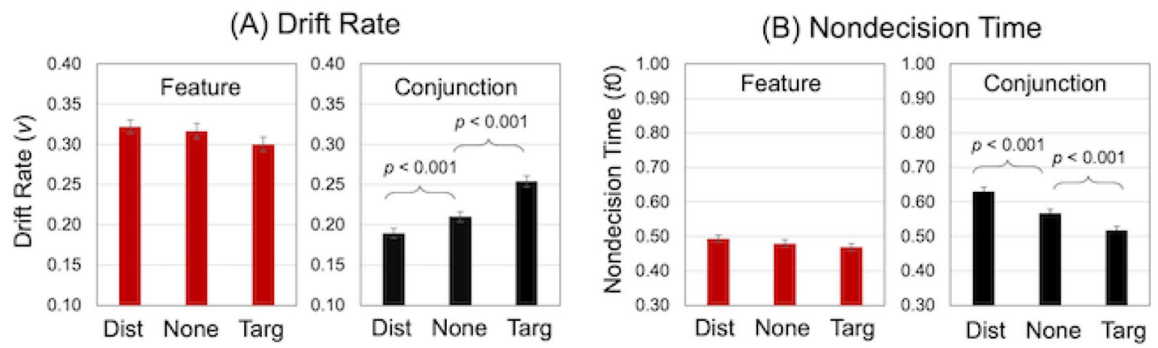 (A) Drift Rate
Drift Rate (v)
0.40
0.35
0.30
0.25
0.20
0.15
0.10
Feature
Dist None Targ
0.40
0.35
0.30
0.25
0.20
0.15
0.10
Conjunction
p < 0.001
p < 0.001
Dist None Targ
(B) Nondecision Time
Nondecision Time (t0)
1.00
0.90
0.80
0.70
0.60
0.50
0.40
0.30
Feature
Dist None Targ
1.00
0.90
0.80
0.70
0.60
0.50
0.40
0.30
Conjunction
p < 0.001
p < 0.001
Dist None Targ